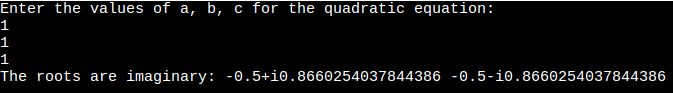 Enter the values of a, b, c for the quadratic equation:
1
1
1
The roots are imaginary: -0.5+i0.8660254037844386 -0.5-i0.8660254037844386